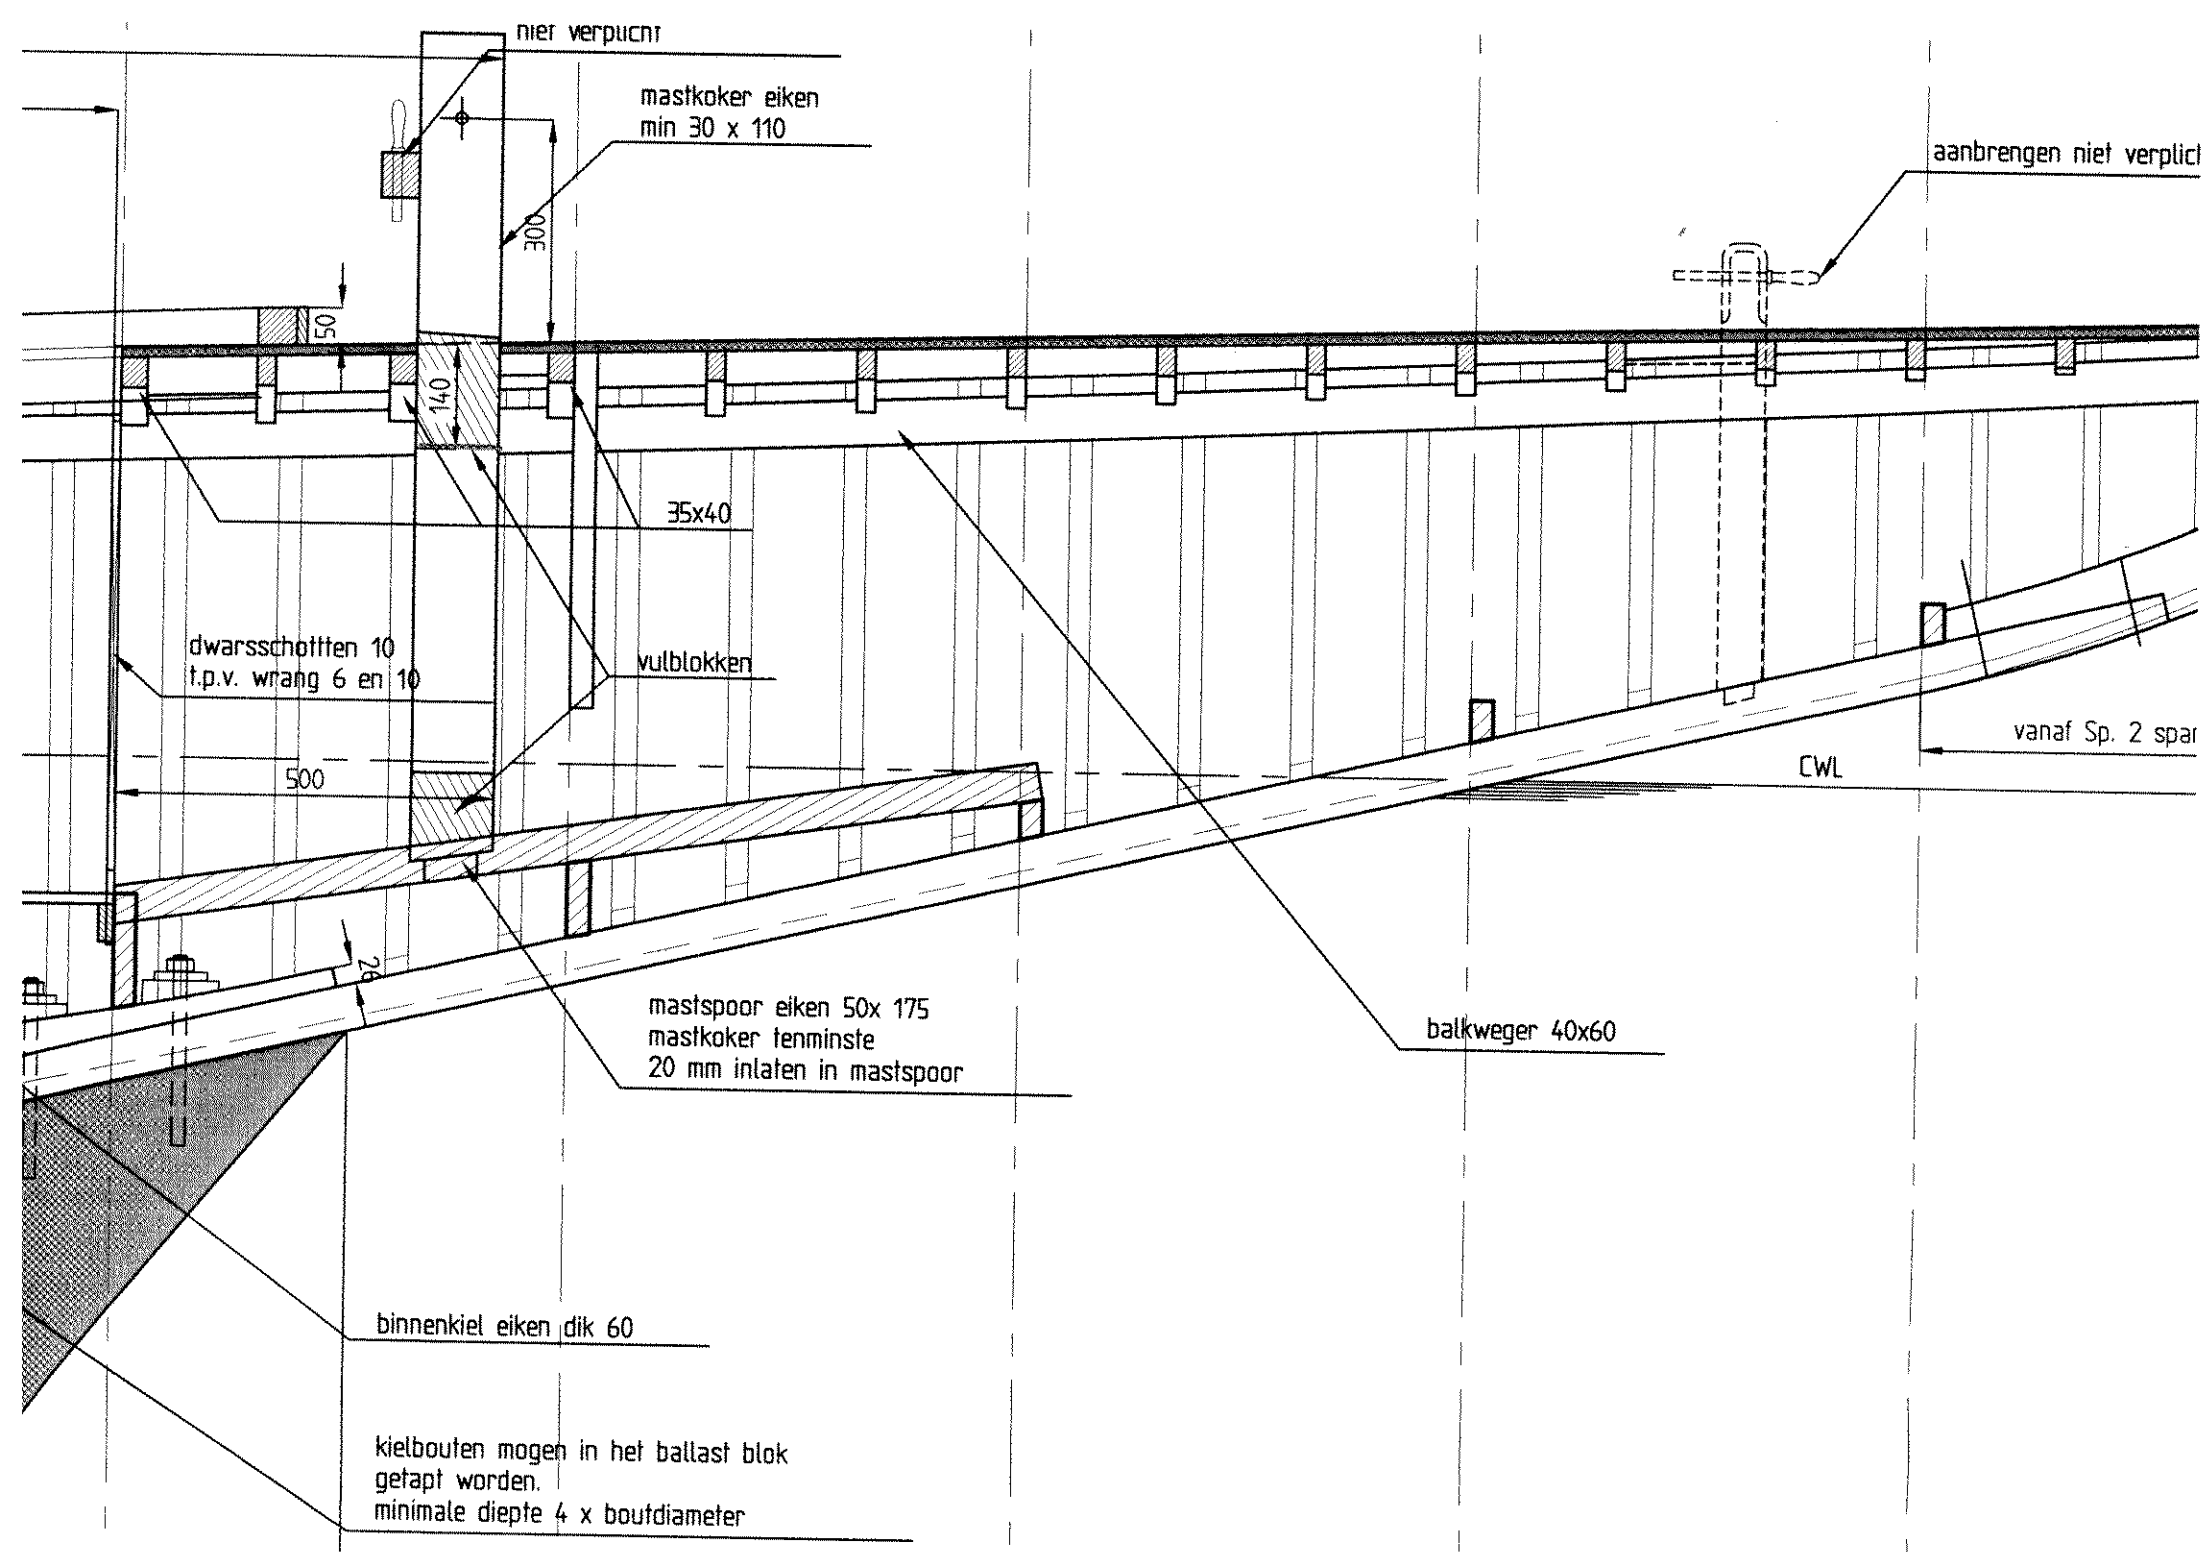 niet verplicht
mastkoker eiken
min 30 x 110
aanbrengen niet verplicht
300
50
140
35x40
dwarsschottten 10
t.p.v. wrang 6 en 10
vulblokken
vanaf Sp. 2 span
CWL
500
26
mastspoor eiken 50x 175
mastkoker tenminste
20 mm inlaten in mastspoor
balkweger 40x60
binnenkiel eiken dik 60
kielbouten mogen in het ballast blok
getapt worden.
minimale diepte 4 x boutdiameter